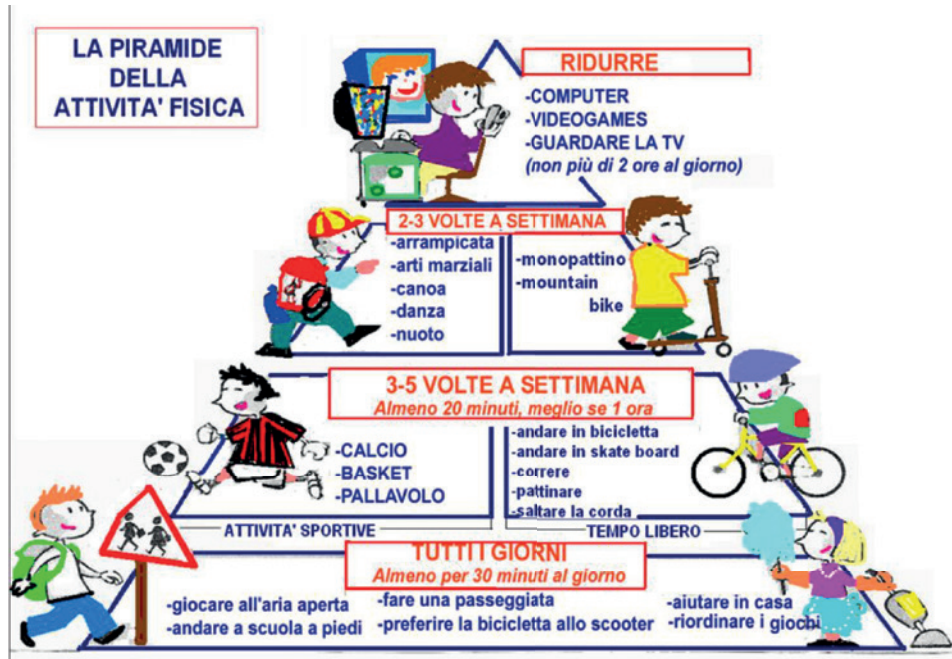 LA PIRAMIDE
DELLA
ATTIVITA' FISICA
RIDURRE
-COMPUTER
-VIDEOGAMES
-GUARDARE LA TV
(non più di 2 ore al giorno)
2-3 VOLTE A SETTIMANA
-arrampicata
-arti marziali
-canoa
-danza
-nuoto
-monopattino
-mountain
bike
3-5 VOLTE A SETTIMANA
Almeno 20 minuti, meglio se 1 ora
-CALCIO
-BASKET
-PALLAVOLO
-andare in bicicletta
-andare in skate board
-correre
-pattinare
-saltare la corda
ATTIVITA' SPORTIVE
TEMPO LIBERO
TUTTI I GIORNI
Almeno per 30 minuti al giorno
-giocare all'aria aperta
-andare a scuola a piedi
-fare una passeggiata
-preferire la bicicletta allo scooter
-aiutare in casa
-riordinare i giochi